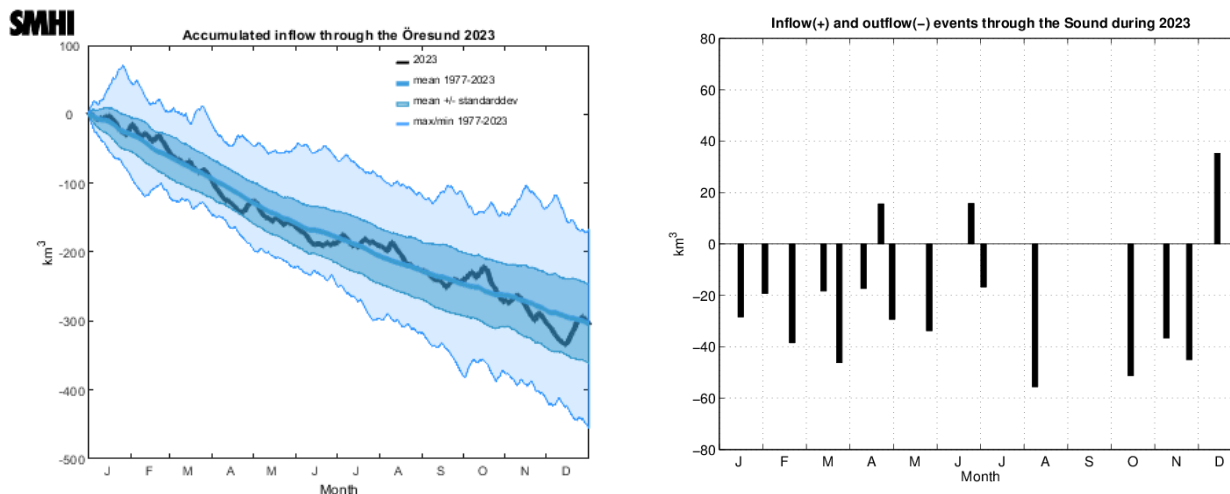 SMHI
Accumulated inflow through the Öresund 2023
2023
mean 1977-2023
mean +/- standarddev
max/min 1977-2023
100
0
-100
-200
-300
-400
-500
km³
J F M A M J J A S O N D
Month
Inflow(+) and outflow(−) events through the Sound during 2023
80
60
40
20
0
−20
−40
−60
−80
km³
J F M A M J J A S O N D
Month